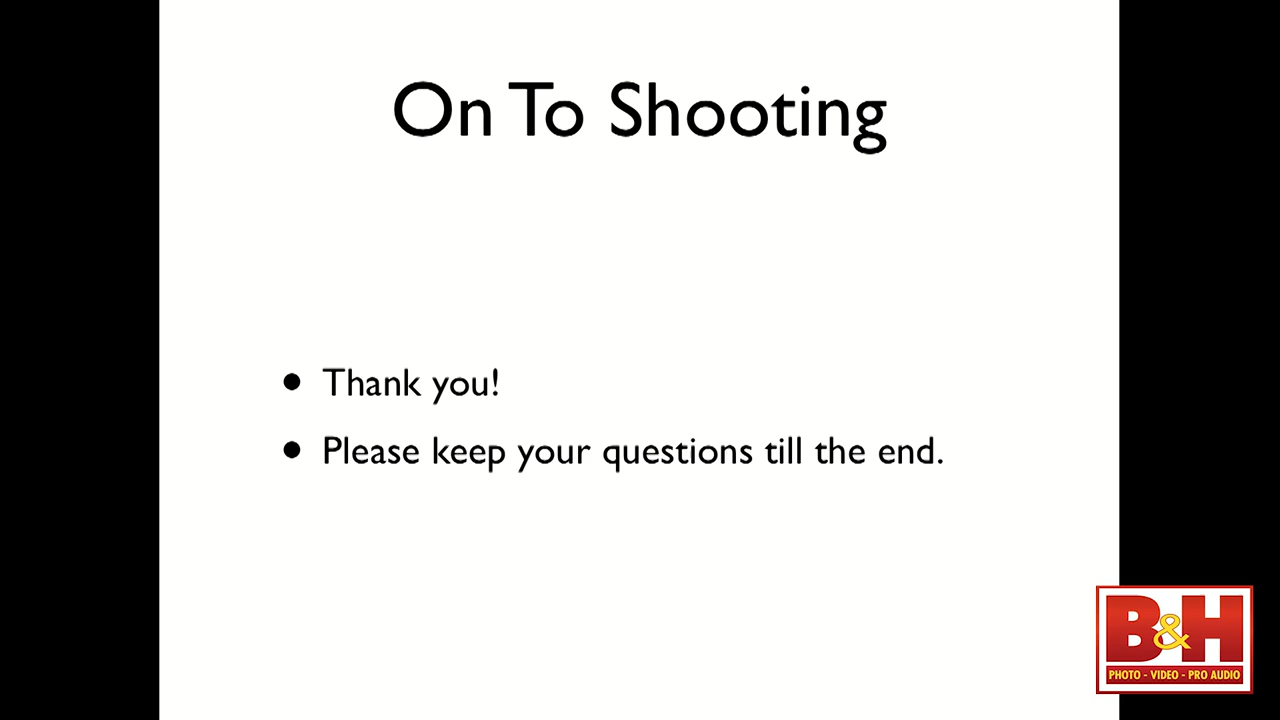 On To Shooting
• Thank you!
• Please keep your questions till the end.
B&H
PHOTO - VIDEO - PRO AUDIO